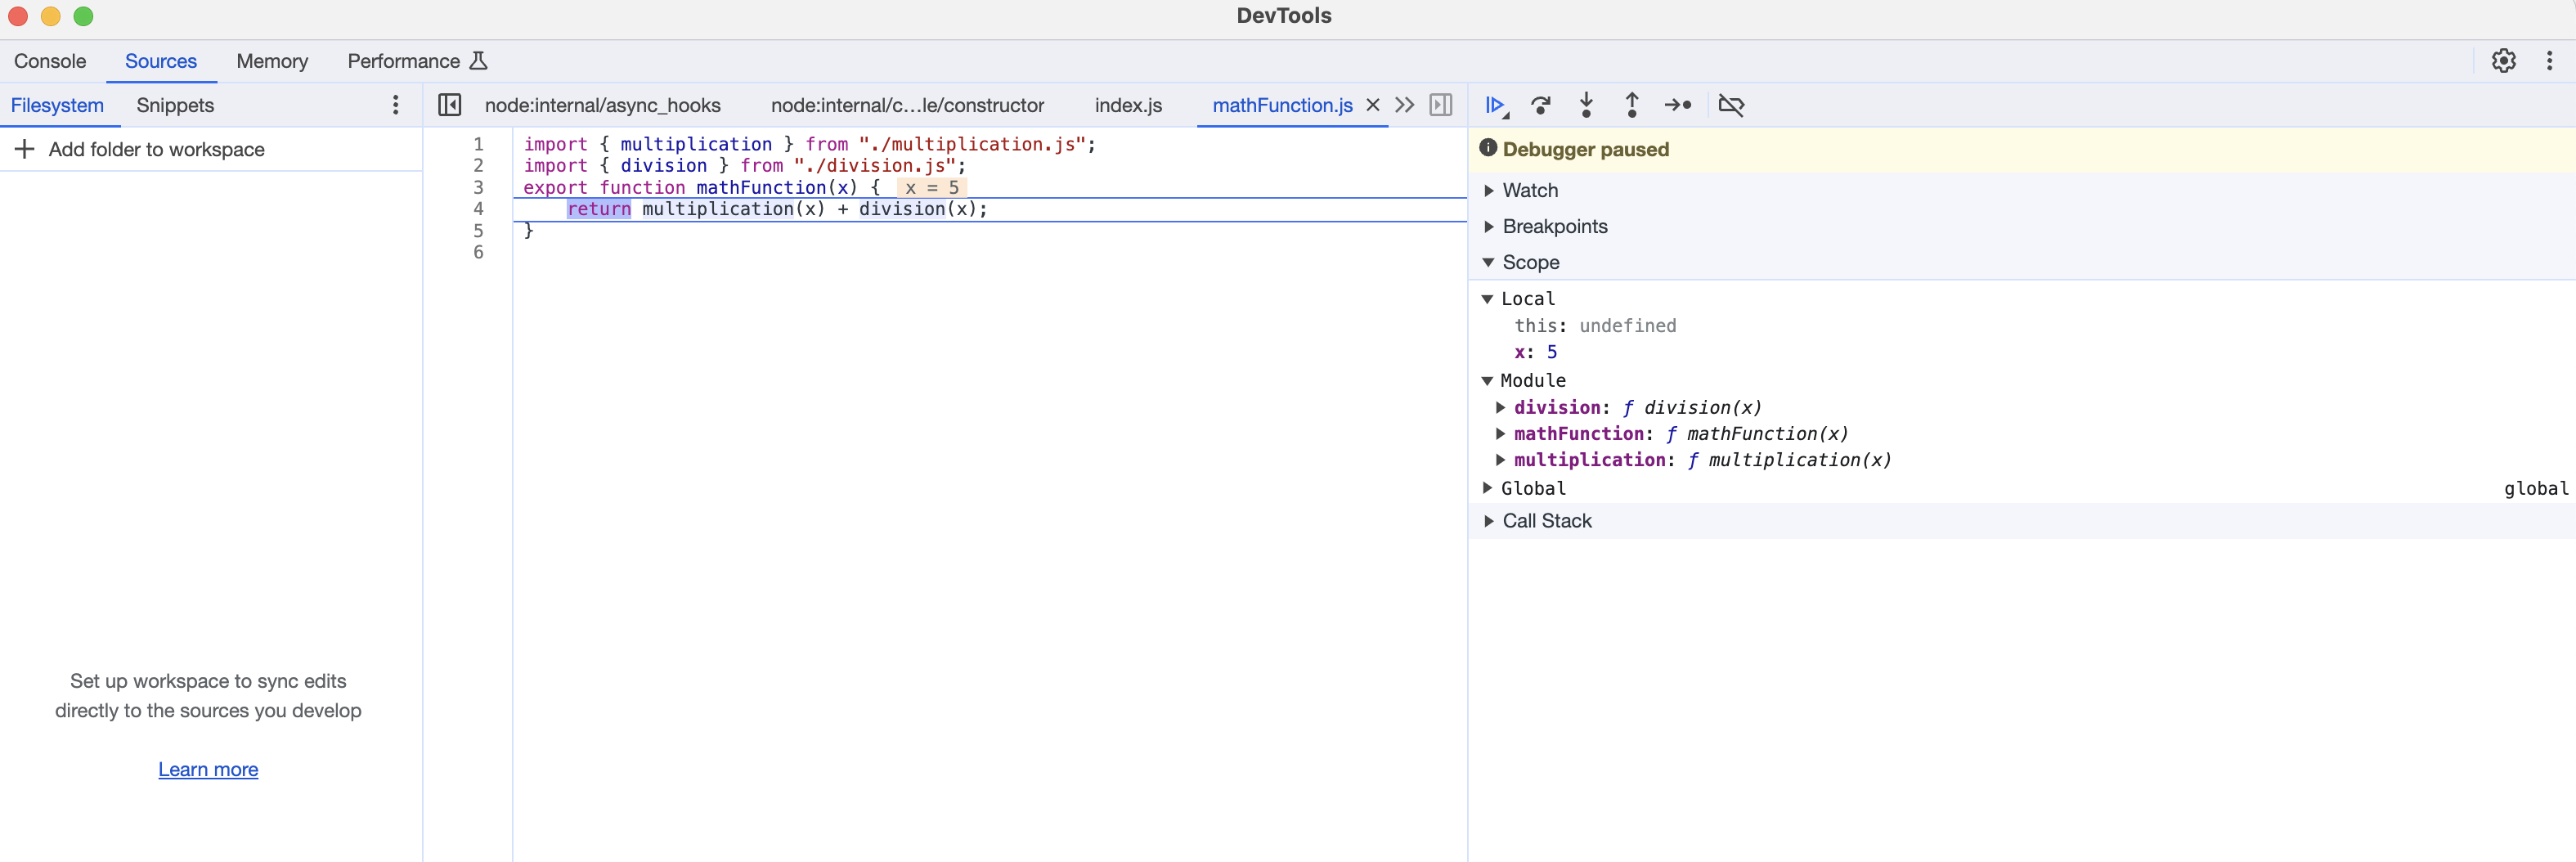 DevTools
Console Sources Memory Performance
Filesystem Snippets
node:internal/async_hooks node:internal/c...le/constructor index.js mathFunction.js
Add folder to workspace
1 import { multiplication } from "./multiplication.js";
2 import { division } from "./division.js";
3 export function mathFunction(x) { x = 5
4 return multiplication(x) + division(x);
5 }
6
Set up workspace to sync edits
directly to the sources you develop
Learn more
Debugger paused
Watch
Breakpoints
Scope
Local
this: undefined
x: 5
Module
division: ƒ division(x)
mathFunction: ƒ mathFunction(x)
multiplication: ƒ multiplication(x)
Global global
Call Stack